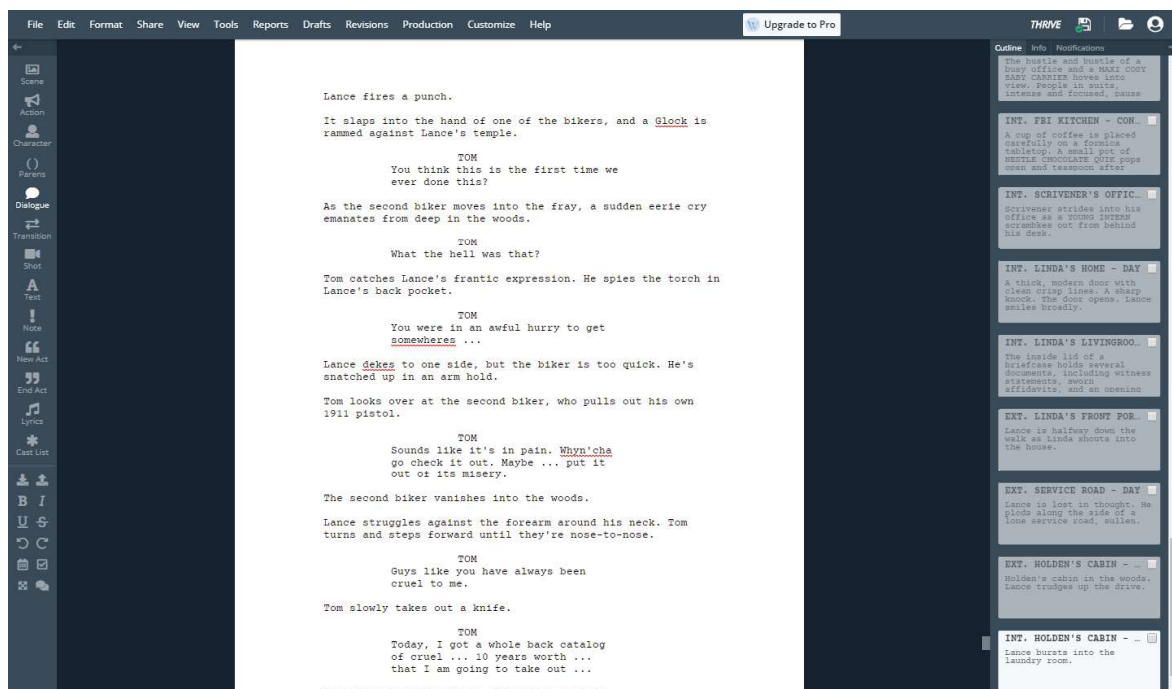 File Edit Format Share View Tools Reports Drafts Revisions Production Customize Help
Upgrade to Pro
THRIVE
Scene
Action
Character
( )
Parens
Dialogue
Transition
Shot
A
Text
!
Note
New Act
End Act
Lyrics
Cast List
B I
U S
Lance fires a punch.
It slaps into the hand of one of the bikers, and a Glock is
rammed against Lance's temple.
TOM
You think this is the first time we
ever done this?
As the second biker moves into the fray, a sudden eerie cry
emanates from deep in the woods.
TOM
What the hell was that?
Tom catches Lance's frantic expression. He spies the torch in
Lance's back pocket.
TOM
You were in an awful hurry to get
somewheres ...
Lance dekes to one side, but the biker is too quick. He's
snatched up in an arm hold.
Tom looks over at the second biker, who pulls out his own
1911 pistol.
TOM
Sounds like it's in pain. Whyn'cha
go check it out. Maybe ... put it
out of its misery.
The second biker vanishes into the woods.
Lance struggles against the forearm around his neck. Tom
turns and steps forward until they're nose-to-nose.
TOM
Guys like you have always been
cruel to me.
Tom slowly takes out a knife.
TOM
Today, I got a whole back catalog
of cruel ... 10 years worth ...
that I am going to take out ...
Outline Info Notifications
The hustle and bustle of a
busy office and a MAXI COSY
BABY CARRIER hoves into
view. People in suits,
intense and focused, pause
INT. FBI KITCHEN - CON...
A cup of coffee is placed
carefully on a formica
tabletop. A small pot of
NESTLE CHOCOLATE QUIK pops
open and teaspoon after
INT. SCRIVENER'S OFFIC...
Scrivener strides into his
office as a YOUNG INTERN
scrambkes out from behind
his desk.
INT. LINDA'S HOME - DAY
A thick, modern door with
clean crisp lines. A sharp
knock. The door opens. Lance
smiles broadly.
INT. LINDA'S LIVINGROO...
The inside lid of a
briefcase holds several
documents, including witness
statements, sworn
affidavits, and an opening
EXT. LINDA'S FRONT POR...
Lance is halfway down the
walk as Linda shouts into
the house.
EXT. SERVICE ROAD - DAY
Lance is lost in thought. He
plods along the side of a
lone service road, sullen.
EXT. HOLDEN'S CABIN - ...
Holden's cabin in the woods.
Lance trudges up the drive.
INT. HOLDEN'S CABIN - ...
Lance bursts into the
laundry room.